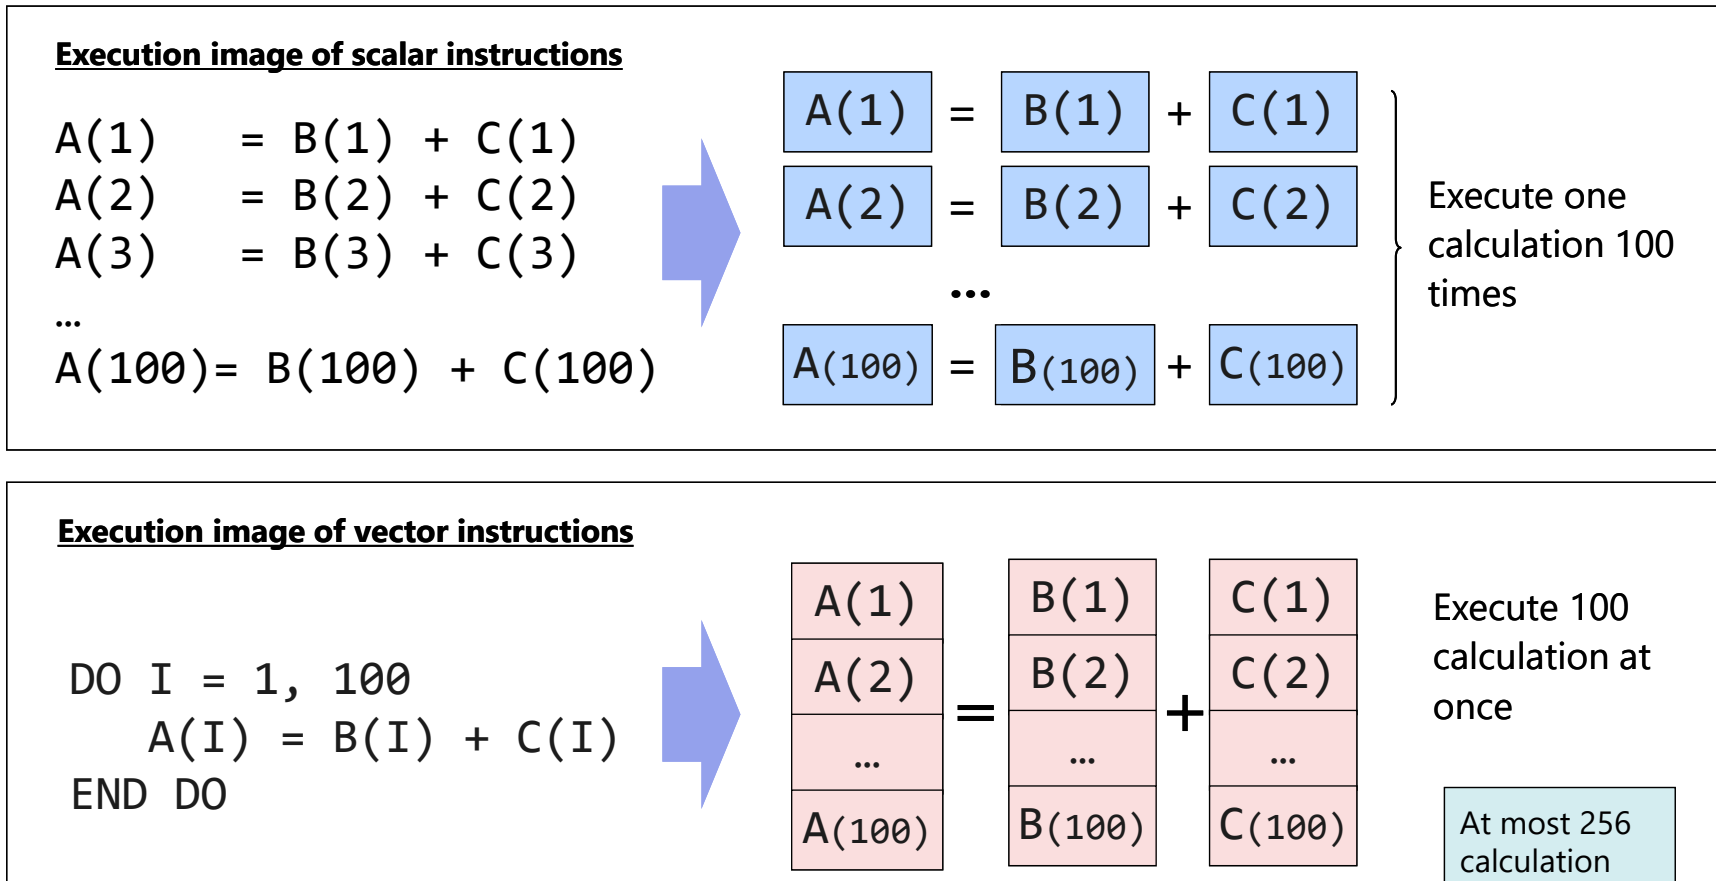 Execution image of scalar instructions
A(1) = B(1) + C(1)
A(2) = B(2) + C(2)
A(3) = B(3) + C(3)
…
A(100)= B(100) + C(100)
A(1) = B(1) + C(1)
A(2) = B(2) + C(2)
…
A(100) = B(100) + C(100)
Execute one
calculation 100
times
Execution image of vector instructions
DO I = 1, 100
A(I) = B(I) + C(I)
END DO
A(1) B(1) C(1)
A(2) B(2) C(2)
= +
… … …
A(100) B(100) C(100)
Execute 100
calculation at
once
At most 256
calculation